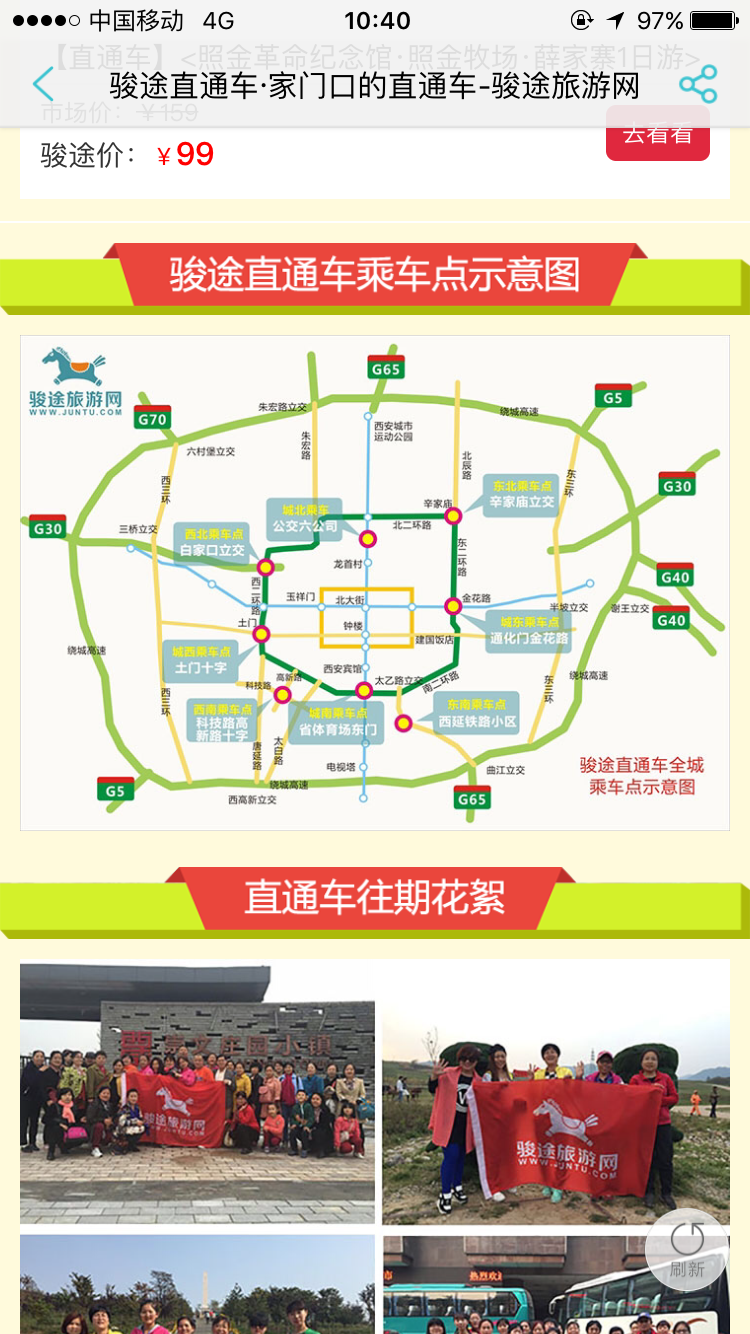 中国移动 4G 10:40 97%
【直通车】<照金革命纪念馆·照金牧场·薛家寨1日游>
骏途直通车·家门口的直通车-骏途旅游网
市场价：￥159
去看看
骏途价：￥99
骏途直通车乘车点示意图
骏途旅游网
WWW.JUNTU.COM
G65
G5
G70
朱宏路立交
绕城高速
西安城市
运动公园
六村堡立交
朱宏路
北辰路
东三环
西三环
G30
东北乘车点
辛家庙立交
辛家庙
城北乘车
公交六公司
G30
三桥立交
西北乘车点
白家口立交
北二环路
东二环路
龙首村
西二环路
G40
玉祥门
北大街
金花路
半坡立交
谢王立交
G40
土门
钟楼
城东乘车点
通化门金花路
建国饭店
绕城高速
城西乘车点
土门十字
西安宾馆
高新路
科技路
太乙路立交
南二环路
绕城高速
西三环
东三环
西南乘车点
科技路高
新路十字
城南乘车点
省体育场东门
东南乘车点
西延铁路小区
唐延路
太白路
电视塔
曲江立交
骏途直通车全城
乘车点示意图
G5
绕城高速
西高新立交
G65
直通车往期花絮
农庄园小镇
骏途旅游网
WWW.JUNTU.COM
骏途旅游网
WWW.JUNTU.COM
刷新
市
热烈欢